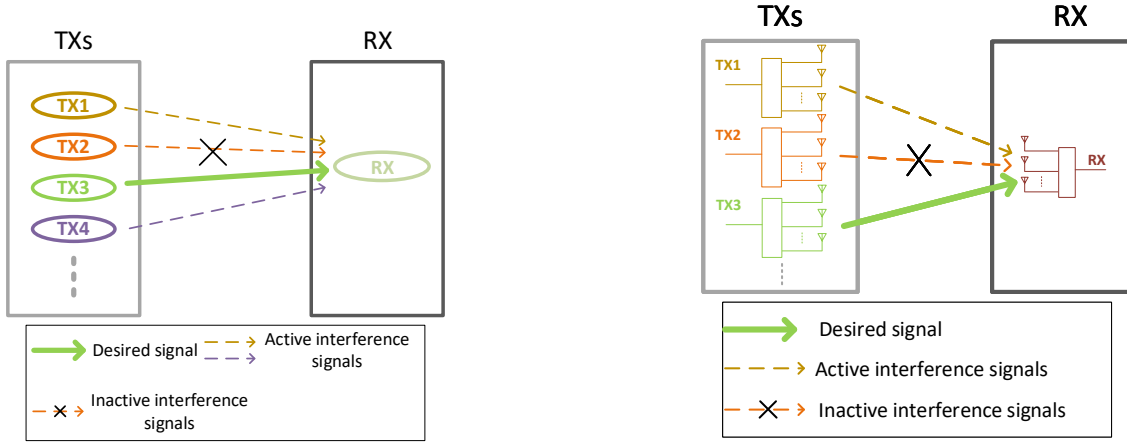 TXs
RX
TX1
TX2
TX3
TX4
RX
Desired signal
Active interference
signals
Inactive interference
signals
TXs
RX
TX1
TX2
TX3
RX
Desired signal
Active interference signals
Inactive interference signals